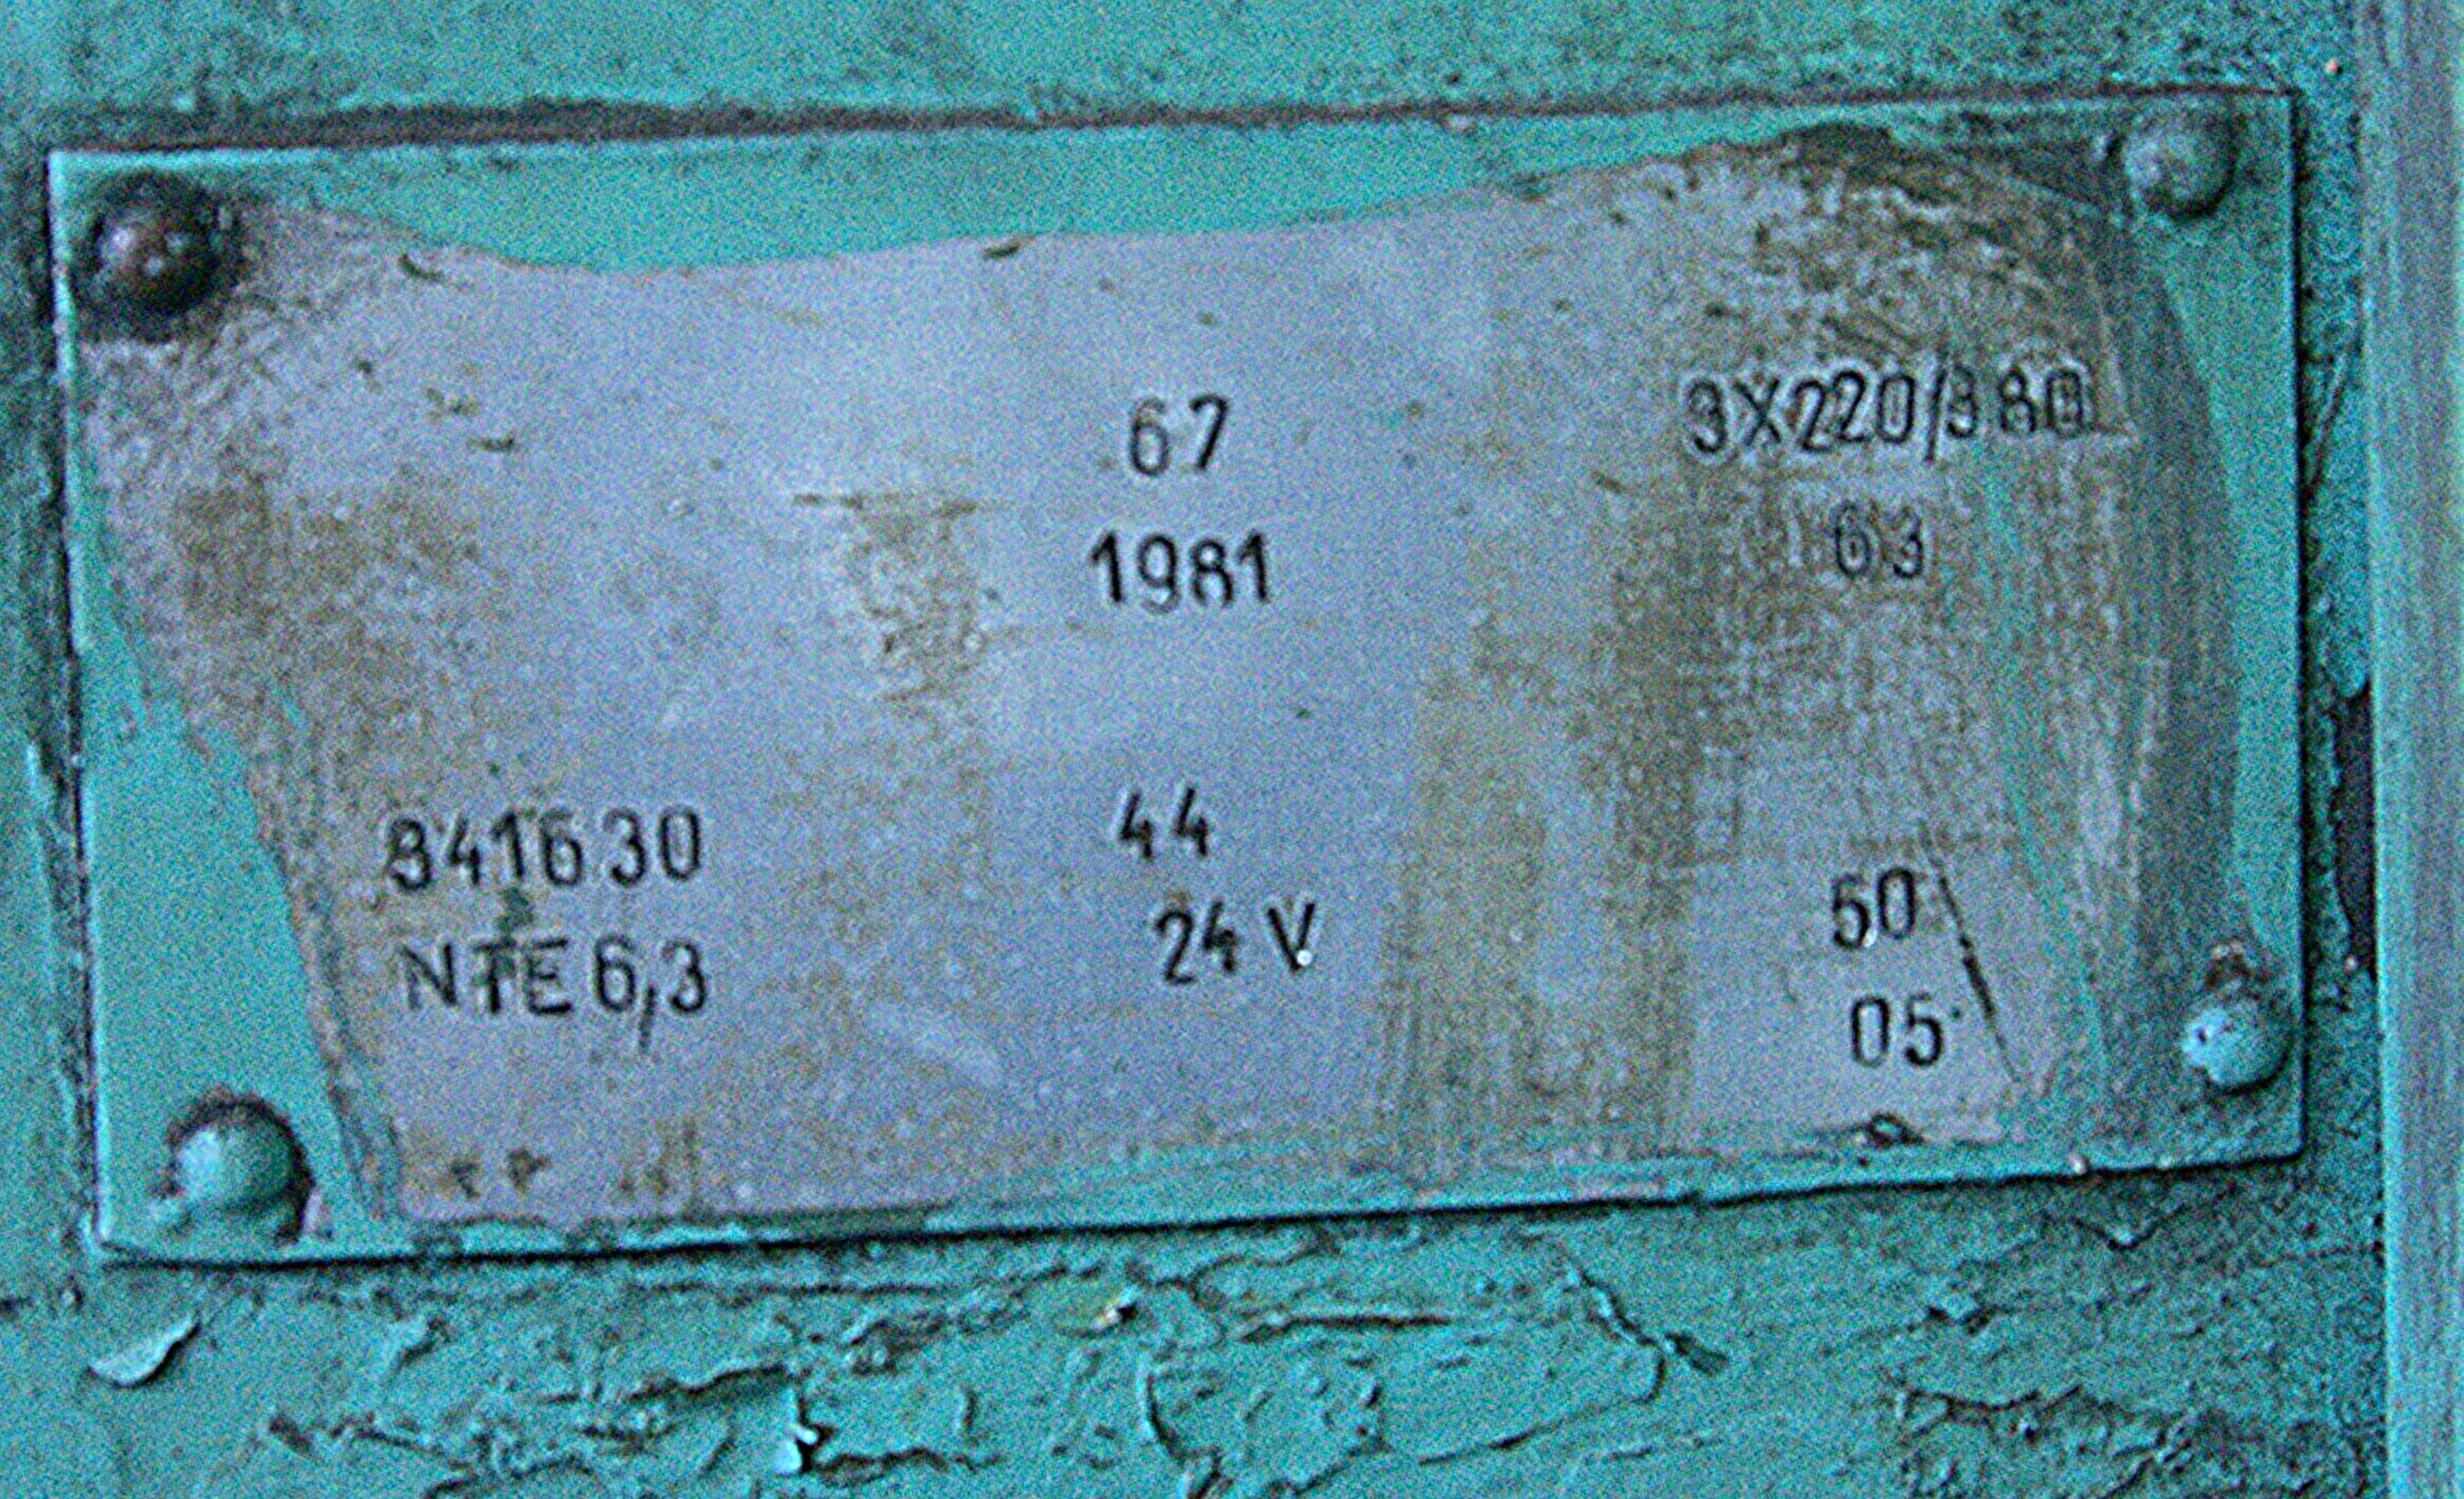 67 3X220/380
1981 63
841630 44 50
NTE 6,3 24 V 05